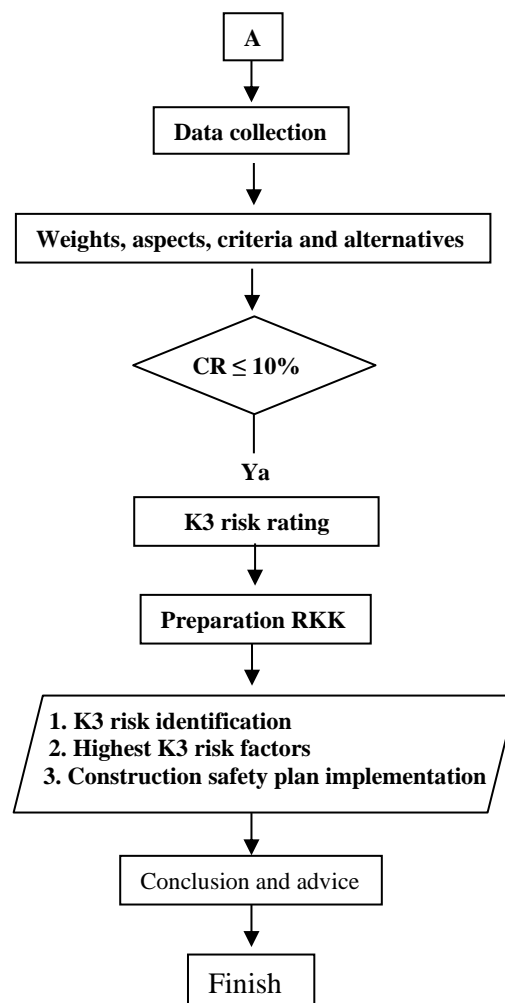 A
Data collection
Weights, aspects, criteria and alternatives
CR ≤ 10%
Ya
K3 risk rating
Preparation RKK
1. K3 risk identification
2. Highest K3 risk factors
3. Construction safety plan implementation
Conclusion and advice
Finish